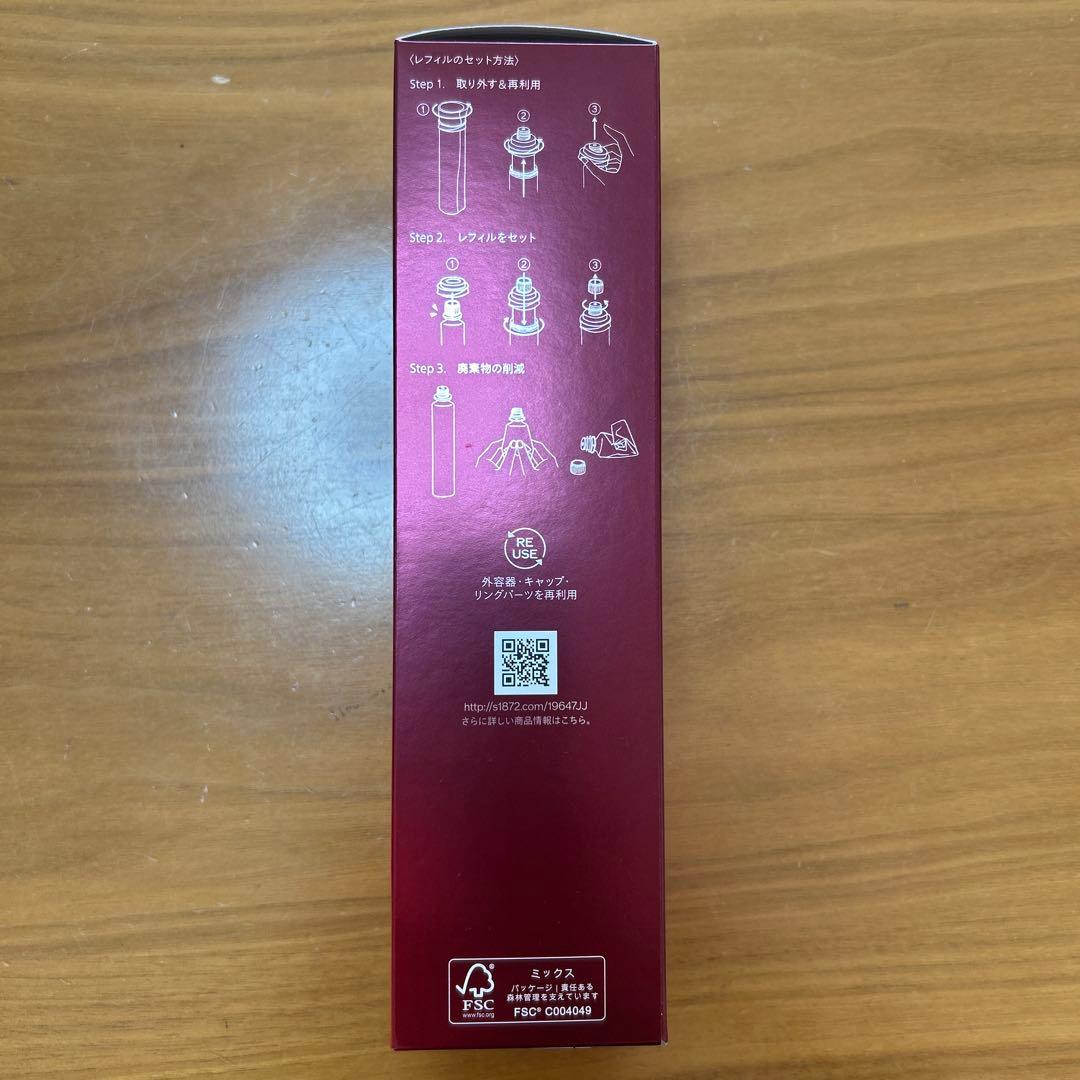 〈レフィルのセット方法〉
Step 1. 取り外す＆再利用
① ② ③
Step 2. レフィルをセット
① ② ③
Step 3. 廃棄物の削減
RE
USE
外容器・キャップ・
リングパーツを再利用
http://s1872.com/19647JJ
さらに詳しい商品情報はこちら。
FSC®
www.fsc.org
ミックス
パッケージ | 責任ある
森林管理を支えています
FSC® C004049